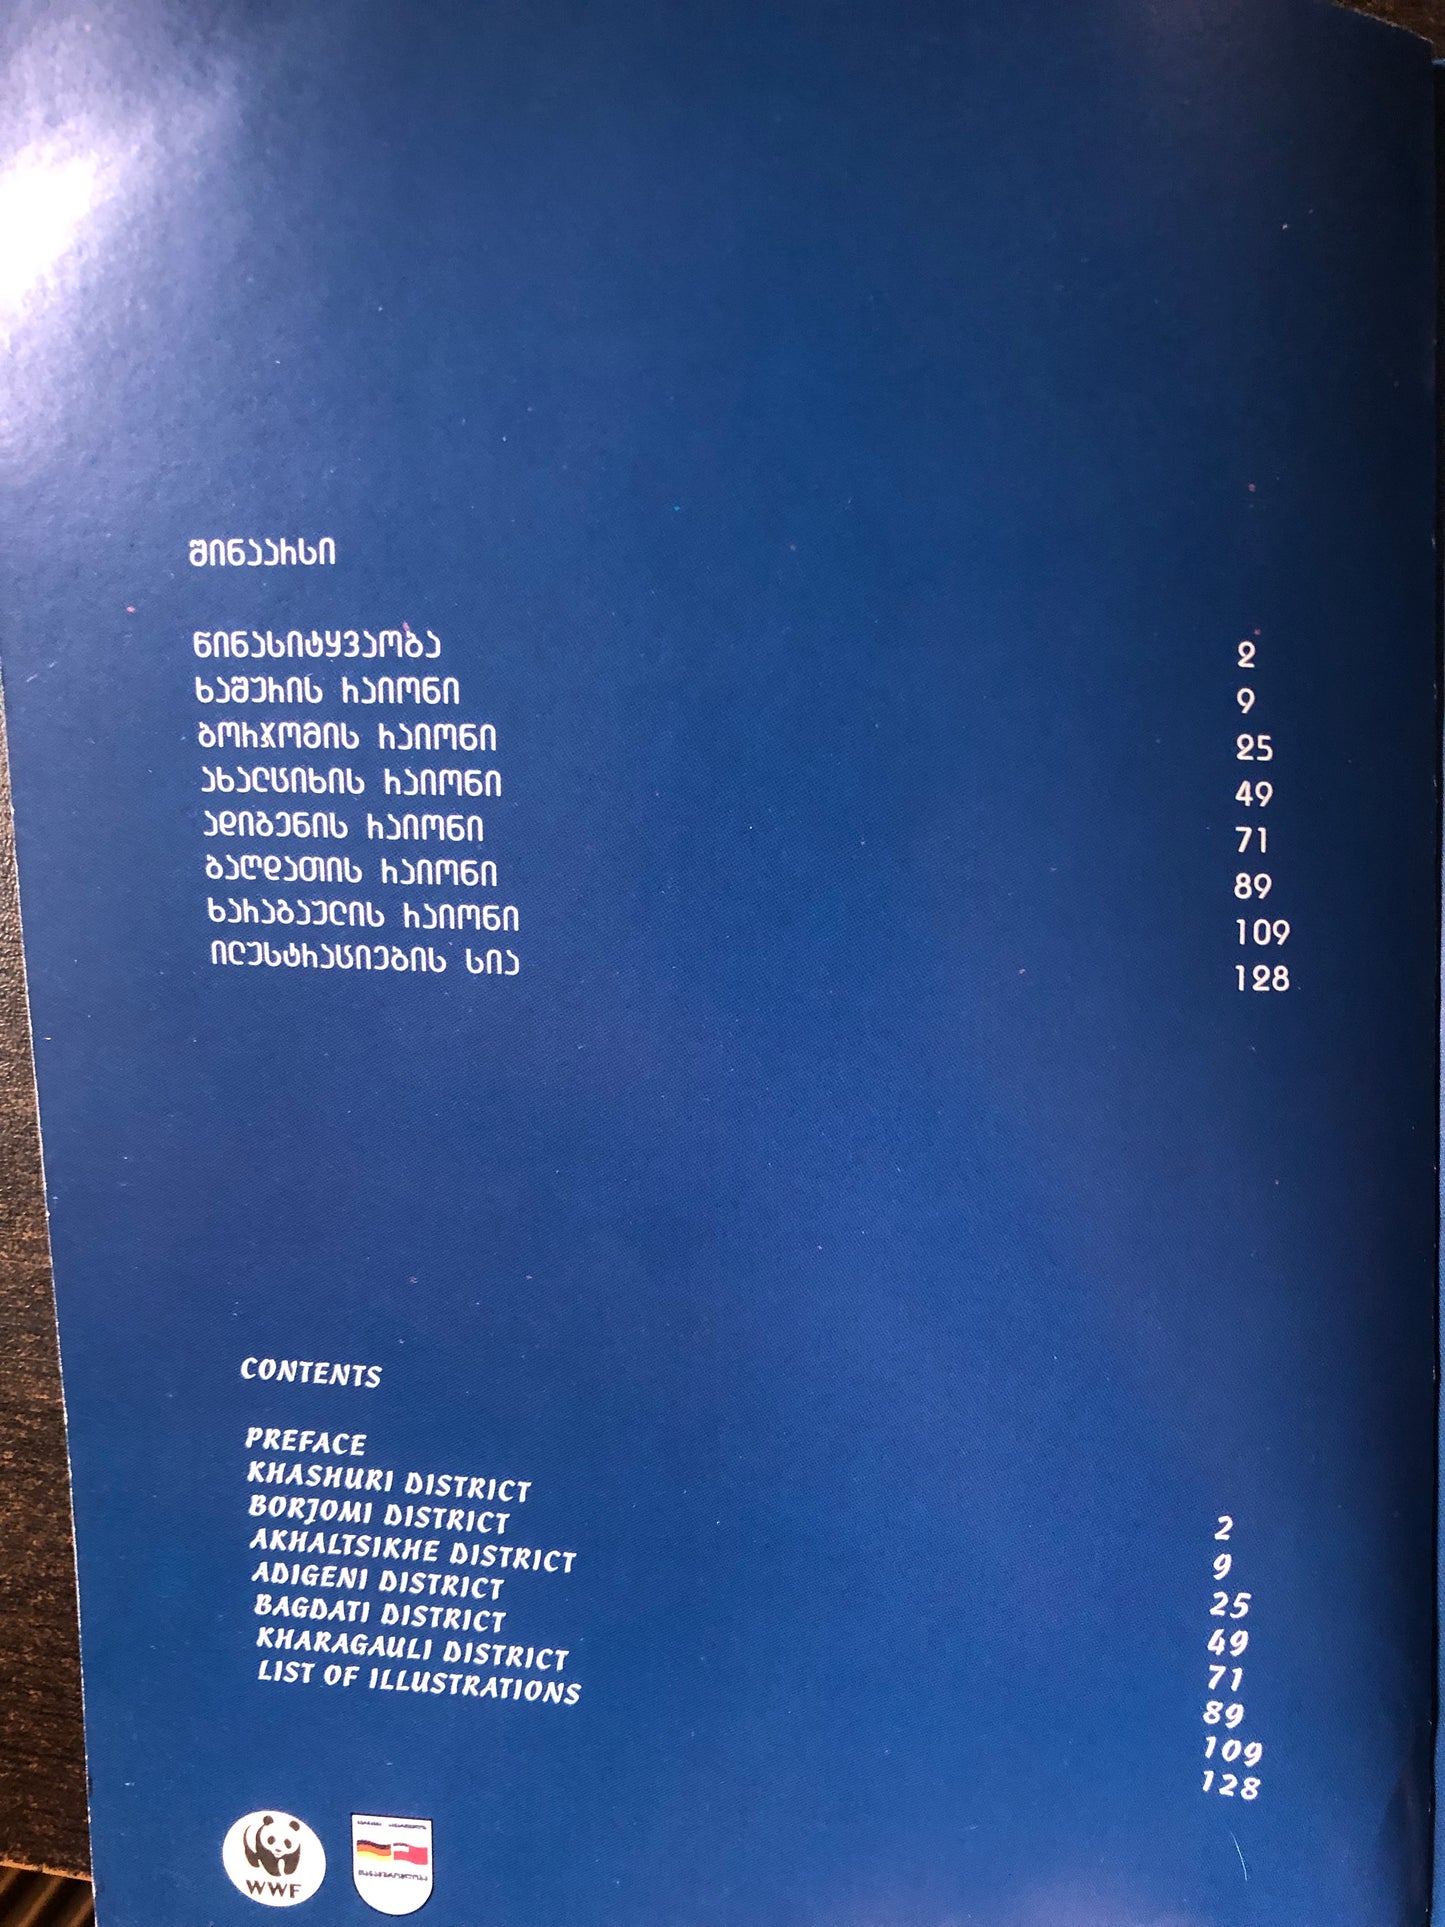 შინაარსი
წინასიტყვაობა 2
ხაშურის რაიონი 9
ბორჯომის რაიონი 25
ახალციხის რაიონი 49
ადიგენის რაიონი 71
ბაღდათის რაიონი 89
ხარაგაულის რაიონი 109
ილუსტრაციების სია 128
CONTENTS
PREFACE 2
KHASHURI DISTRICT 9
BORJOMI DISTRICT 25
AKHALTSIKHE DISTRICT 49
ADIGENI DISTRICT 71
BAGDATI DISTRICT 89
KHARAGAULI DISTRICT 109
LIST OF ILLUSTRATIONS 128
WWF